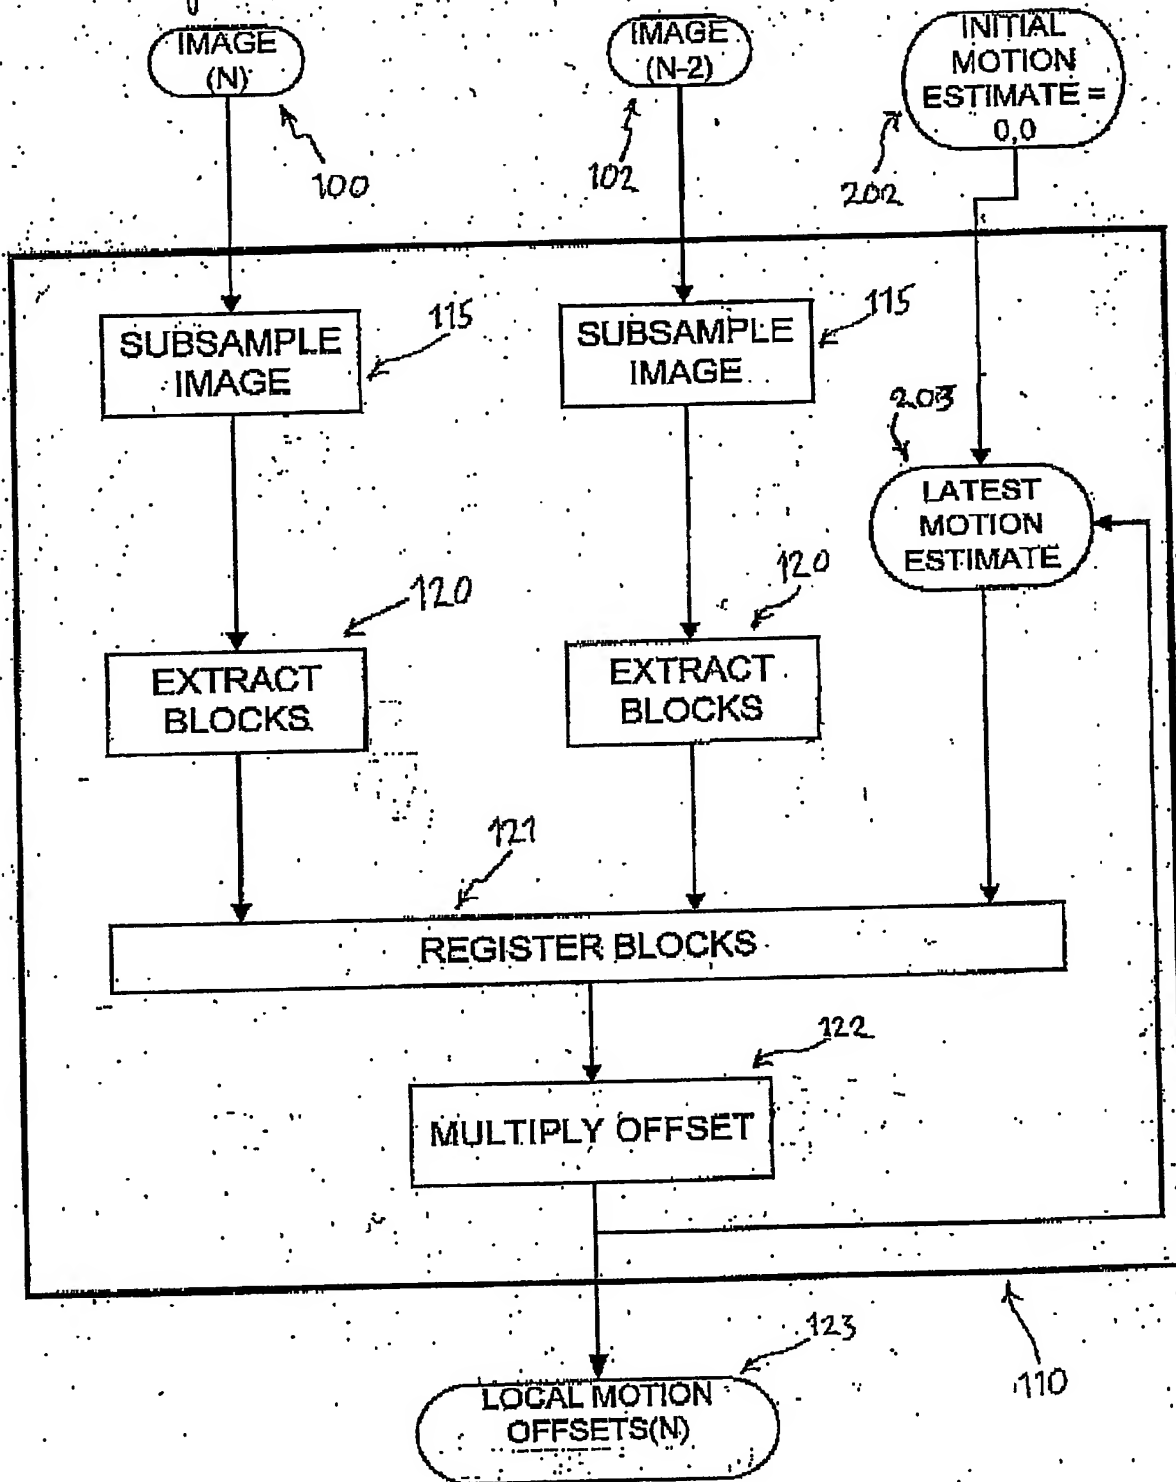 IMAGE
(N)
100
IMAGE
(N-2)
102
INITIAL
MOTION
ESTIMATE =
0,0
202
SUBSAMPLE
IMAGE
115
SUBSAMPLE
IMAGE
115
203
LATEST
MOTION
ESTIMATE
EXTRACT
BLOCKS
120
EXTRACT
BLOCKS
120
121
REGISTER BLOCKS
122
MULTIPLY OFFSET
123
LOCAL MOTION
OFFSETS(N)
110